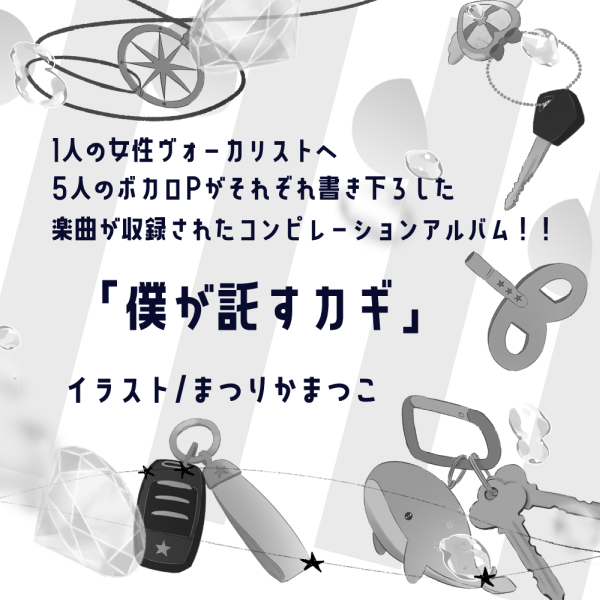 1人の女性ヴォーカリストへ
5人のボカロPがそれぞれ書き下ろした
楽曲が収録されたコンピレーションアルバム！！
「僕が託すカギ」
イラスト/まつりかまつこ